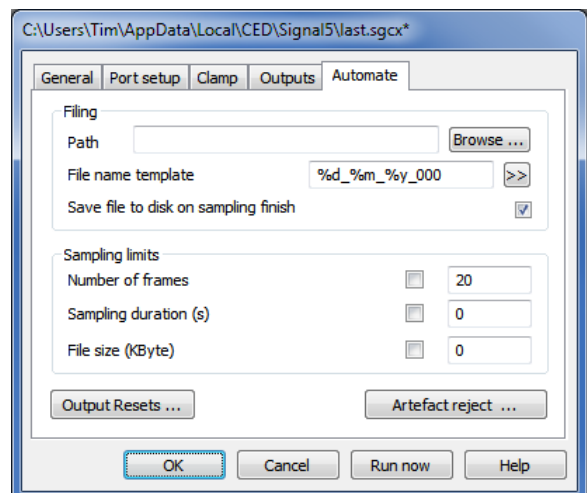 C:\Users\Tim\AppData\Local\CED\Signal5\last.sgcx*
General Port setup Clamp Outputs Automate
Filing
Path Browse ...
File name template %d_%m_%y_000 >>
Save file to disk on sampling finish
Sampling limits
Number of frames 20
Sampling duration (s) 0
File size (KByte) 0
Output Resets ... Artefact reject ...
OK Cancel Run now Help